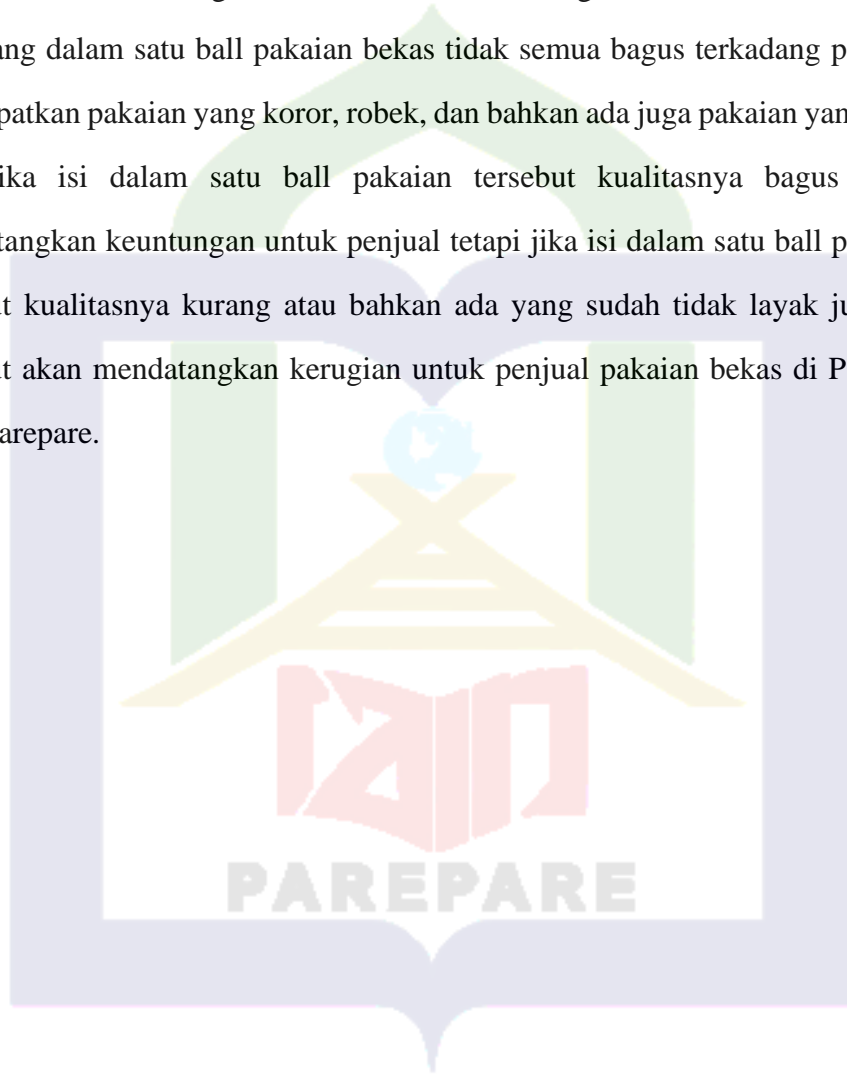 ang dalam satu ball pakaian bekas tidak semua bagus terkadang p
patkan pakaian yang koror, robek, dan bahkan ada juga pakaian yan
ika isi dalam satu ball pakaian tersebut kualitasnya bagus
tangkan keuntungan untuk penjual tetapi jika isi dalam satu ball p
t kualitasnya kurang atau bahkan ada yang sudah tidak layak ju
t akan mendatangkan kerugian untuk penjual pakaian bekas di P
arepare.
iain
PAREPARE